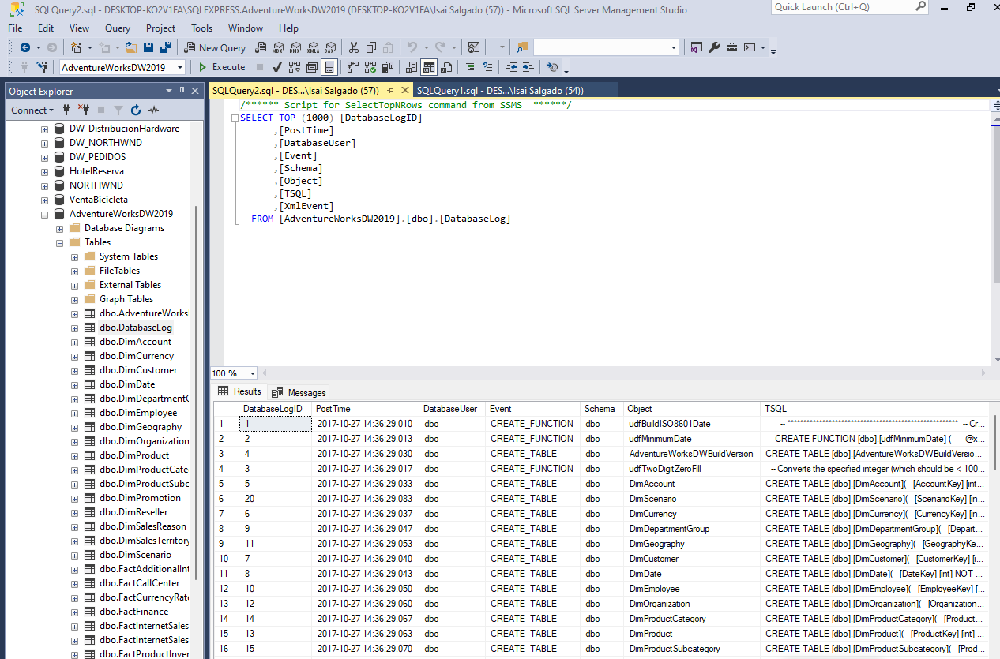 SQLQuery2.sql - DESKTOP-KO2V1FA\SQLEXPRESS.AdventureWorksDW2019 (DESKTOP-KO2V1FA\Isai Salgado (57)) - Microsoft SQL Server Management Studio
Quick Launch (Ctrl+Q)
File Edit View Query Project Tools Window Help
New Query
MDX DMX XMLA DAX
AdventureWorksDW2019
Execute
Object Explorer
Connect
DW_DistribucionHardware
DW_NORTHWND
DW_PEDIDOS
HotelReserva
NORTHWND
VentaBicicleta
AdventureWorksDW2019
Database Diagrams
Tables
System Tables
FileTables
External Tables
Graph Tables
dbo.AdventureWorks
dbo.DatabaseLog
dbo.DimAccount
dbo.DimCurrency
dbo.DimCustomer
dbo.DimDate
dbo.DimDepartmentG
dbo.DimEmployee
dbo.DimGeography
dbo.DimOrganization
dbo.DimProduct
dbo.DimProductCate
dbo.DimProductSubc
dbo.DimPromotion
dbo.DimReseller
dbo.DimSalesReason
dbo.DimSalesTerritory
dbo.DimScenario
dbo.FactAdditionalInt
dbo.FactCallCenter
dbo.FactCurrencyRate
dbo.FactFinance
dbo.FactInternetSales
dbo.FactInternetSales
dbo.FactProductInver
SQLQuery2.sql - DES...\Isai Salgado (57)) SQLQuery1.sql - DES...\Isai Salgado (54))
/****** Script for SelectTopNRows command from SSMS  ******/
SELECT TOP (1000) [DatabaseLogID]
,[PostTime]
,[DatabaseUser]
,[Event]
,[Schema]
,[Object]
,[TSQL]
,[XmlEvent]
FROM [AdventureWorksDW2019].[dbo].[DatabaseLog]
100 %
Results Messages
DatabaseLogID PostTime DatabaseUser Event Schema Object TSQL
1 1 2017-10-27 14:36:29.010 dbo CREATE_FUNCTION dbo udfBuildISO8601Date -- ****************************************************** -- Cr...
2 2 2017-10-27 14:36:29.013 dbo CREATE_FUNCTION dbo udfMinimumDate CREATE FUNCTION [dbo].[udfMinimumDate] ( @x...
3 4 2017-10-27 14:36:29.030 dbo CREATE_TABLE dbo AdventureWorksDWBuildVersion CREATE TABLE [dbo].[AdventureWorksDWBuildVersio...
4 3 2017-10-27 14:36:29.017 dbo CREATE_FUNCTION dbo udfTwoDigitZeroFill -- Converts the specified integer (which should be < 100...
5 5 2017-10-27 14:36:29.033 dbo CREATE_TABLE dbo DimAccount CREATE TABLE [dbo].[DimAccount]( [AccountKey] [int...
6 20 2017-10-27 14:36:29.083 dbo CREATE_TABLE dbo DimScenario CREATE TABLE [dbo].[DimScenario]( [ScenarioKey] [in...
7 6 2017-10-27 14:36:29.037 dbo CREATE_TABLE dbo DimCurrency CREATE TABLE [dbo].[DimCurrency]( [CurrencyKey] [in...
8 9 2017-10-27 14:36:29.047 dbo CREATE_TABLE dbo DimDepartmentGroup CREATE TABLE [dbo].[DimDepartmentGroup]( [Depart...
9 11 2017-10-27 14:36:29.053 dbo CREATE_TABLE dbo DimGeography CREATE TABLE [dbo].[DimGeography]( [GeographyKe...
10 7 2017-10-27 14:36:29.040 dbo CREATE_TABLE dbo DimCustomer CREATE TABLE [dbo].[DimCustomer]( [CustomerKey] [i...
11 8 2017-10-27 14:36:29.043 dbo CREATE_TABLE dbo DimDate CREATE TABLE [dbo].[DimDate]( [DateKey] [int] NOT ...
12 10 2017-10-27 14:36:29.050 dbo CREATE_TABLE dbo DimEmployee CREATE TABLE [dbo].[DimEmployee]( [EmployeeKey] [...
13 12 2017-10-27 14:36:29.060 dbo CREATE_TABLE dbo DimOrganization CREATE TABLE [dbo].[DimOrganization]( [Organization...
14 14 2017-10-27 14:36:29.067 dbo CREATE_TABLE dbo DimProductCategory CREATE TABLE [dbo].[DimProductCategory]( [Product...
15 13 2017-10-27 14:36:29.063 dbo CREATE_TABLE dbo DimProduct CREATE TABLE [dbo].[DimProduct]( [ProductKey] [int] ...
16 15 2017-10-27 14:36:29.070 dbo CREATE_TABLE dbo DimProductSubcategory CREATE TABLE [dbo].[DimProductSubcategory]( [Prod...